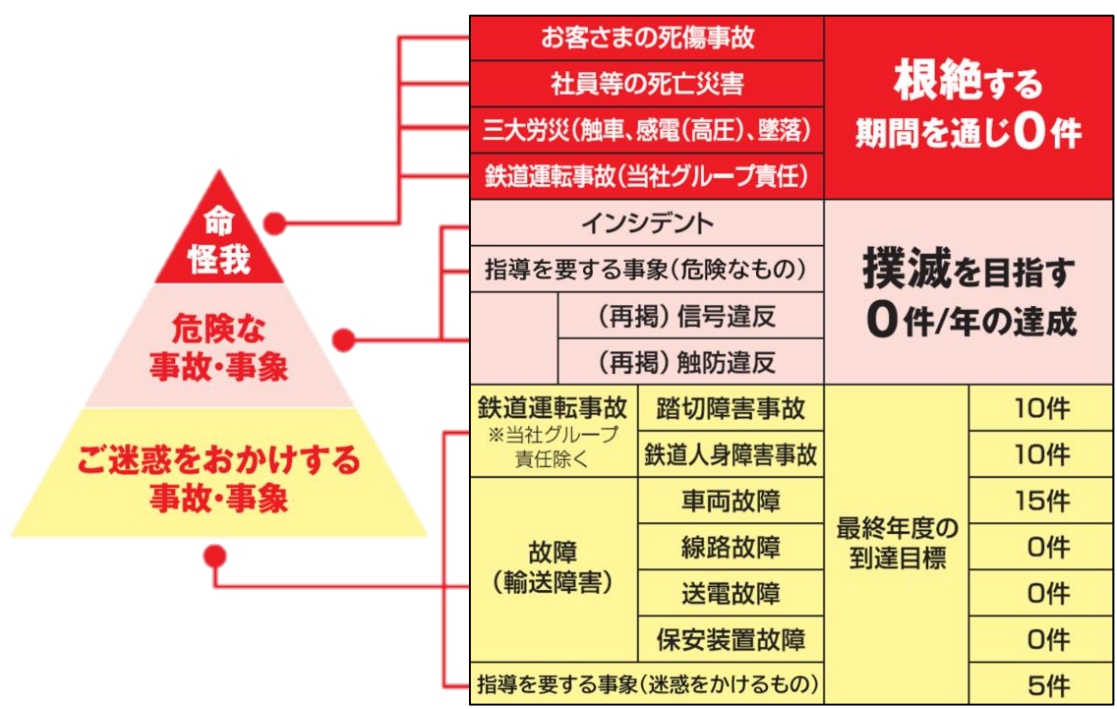 命
怪我
危険な
事故・事象
ご迷惑をおかけする
事故・事象
お客さまの死傷事故
社員等の死亡災害
三大労災(触車、感電(高圧)、墜落)
鉄道運転事故(当社グループ責任)
根絶する
期間を通じ0件
インシデント
指導を要する事象(危険なもの)
(再掲)信号違反
(再掲)触防違反
撲滅を目指す
0件/年の達成
鉄道運転事故
※当社グループ
責任除く
踏切障害事故
10件
鉄道人身障害事故
10件
故障
(輸送障害)
車両故障
15件
線路故障
0件
送電故障
0件
保安装置故障
0件
最終年度の
到達目標
指導を要する事象(迷惑をかけるもの)
5件